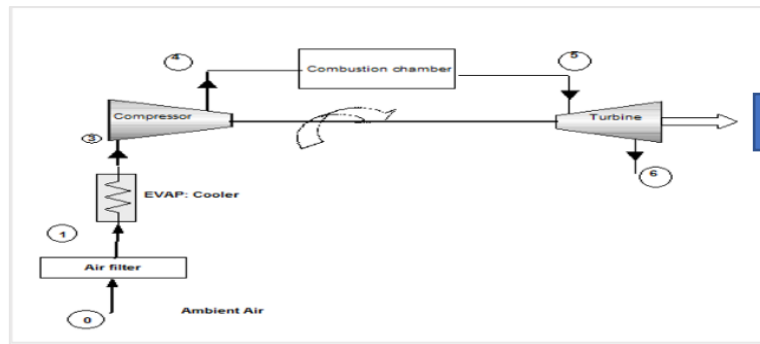 4
Combustion chamber
5
Compressor
Turbine
3
6
EVAP: Cooler
1
Air filter
0
Ambient Air